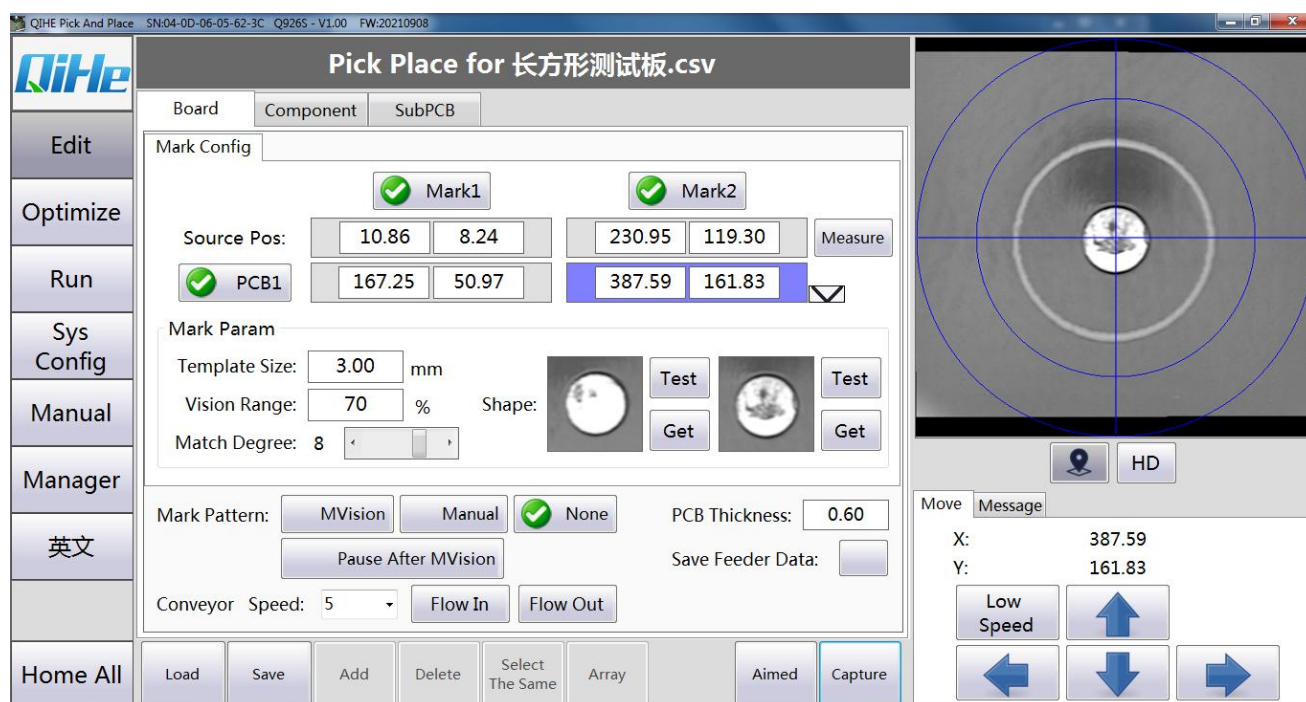 QIHE Pick And Place SN:04-0D-06-05-62-3C Q926S - V1.00 FW:20210908
QiHe
Pick Place for 长方形测试板.csv
Board Component SubPCB
Edit
Mark Config
Mark1 Mark2
Optimize
Source Pos: 10.86 8.24 230.95 119.30 Measure
Run
PCB1 167.25 50.97 387.59 161.83
Sys
Config
Mark Param
Template Size: 3.00 mm
Vision Range: 70 %
Match Degree: 8
Shape:
Test
Get
Test
Get
Manual
Manager
英文
Mark Pattern: MVision Manual None
Pause After MVision
PCB Thickness: 0.60
Save Feeder Data:
Conveyor Speed: 5 Flow In Flow Out
Home All
Load Save Add Delete
Select
The Same
Array Aimed Capture
HD
Move Message
X: 387.59
Y: 161.83
Low
Speed